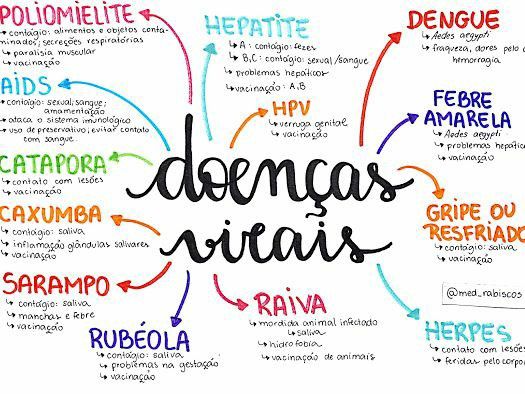 POLIOMIELITE
↳ contágio: alimentos e objetos conta-
minados; secreções respiratórias
↳ paralisia muscular
↳ vacinação
HEPATITE
↳ A: contágio: fezes
↳ B,C: contágio: sexual/sangue
↳ problemas hepáticos
↳ vacinação: A,B
DENGUE
↳ Aedes aegypti
↳ fraqueza, dores pelo c
hemorragia
AIDS
↳ contágio: sexual; sangue;
amamentação
↳ ataca o sistema imunológico
↳ uso de preservativo; evitar contato
com sangue
HPV
↳ verruga genital
↳ vacinação
FEBRE
AMARELA
↳ Aedes aegypti
↳ problemas hepátic
↳ vacinação
CATAPORA
↳ contato com lesões
↳ vacinação
doenças
virais
CAXUMBA
↳ contágio: saliva
↳ inflamação glândulas salivares
↳ vacinação
GRIPE OU
RESFRIADO
↳ contágio: saliva
↳ vacinação
SARAMPO
↳ contágio: saliva
↳ manchas e febre
↳ vacinação
@med_rabiscos
RUBÉOLA
↳ contágio: saliva
↳ problemas na gestação
↳ vacinação
RAIVA
↳ mordida animal infectado
↳ saliva
↳ hidrofobia
↳ vacinação de animais
HERPES
↳ contato com lesões
↳ feridas pelo corpo